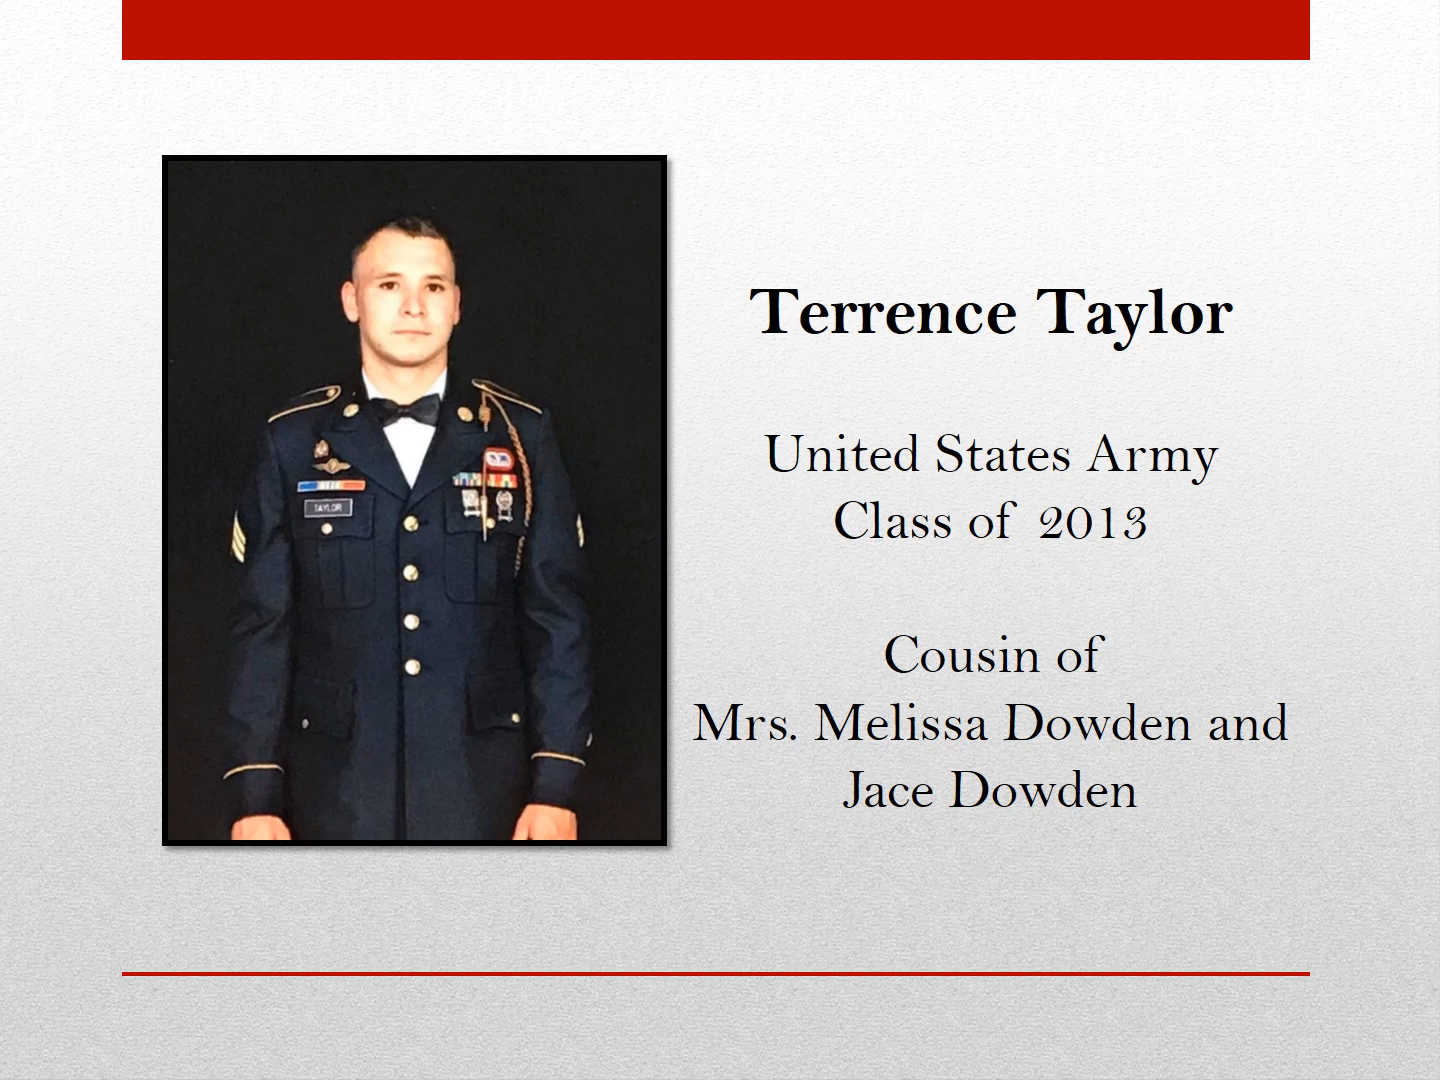 Terrence Taylor
United States Army
Class of 2013
Cousin of
Mrs. Melissa Dowden and
Jace Dowden
TAYLOR